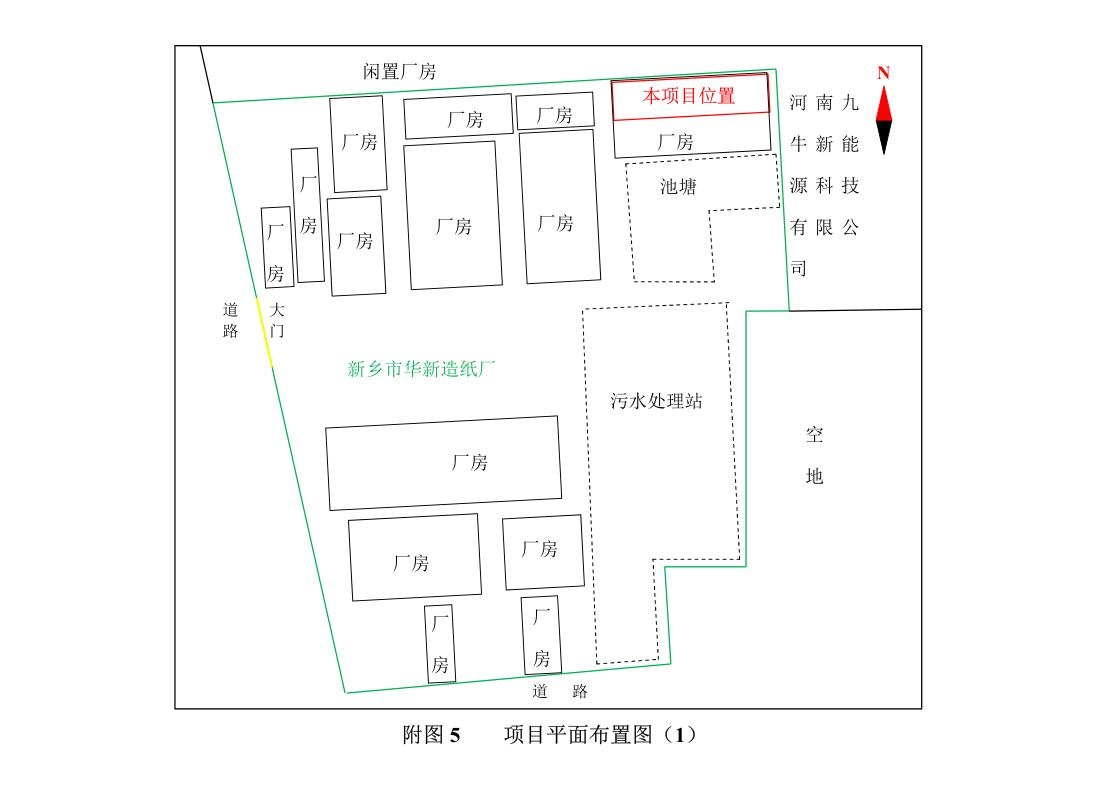 闲置厂房
N
本项目位置
河南九
牛新能
源科技
有限公
司
厂房
厂房
厂房
厂房
厂房
池塘
厂房
厂房
厂房
厂房
厂房
道路
大门
新乡市华新造纸厂
污水处理站
空地
厂房
厂房
厂房
厂房
厂房
道 路
附图 5 项目平面布置图（1）